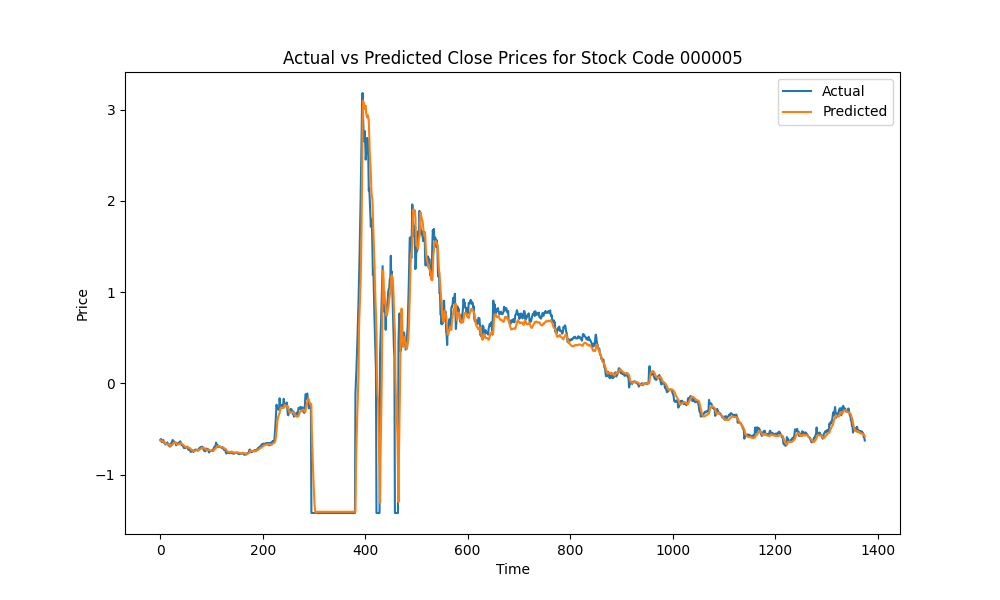 Actual vs Predicted Close Prices for Stock Code 000005
Actual
Predicted
Price
3
2
1
0
−1
0 200 400 600 800 1000 1200 1400
Time